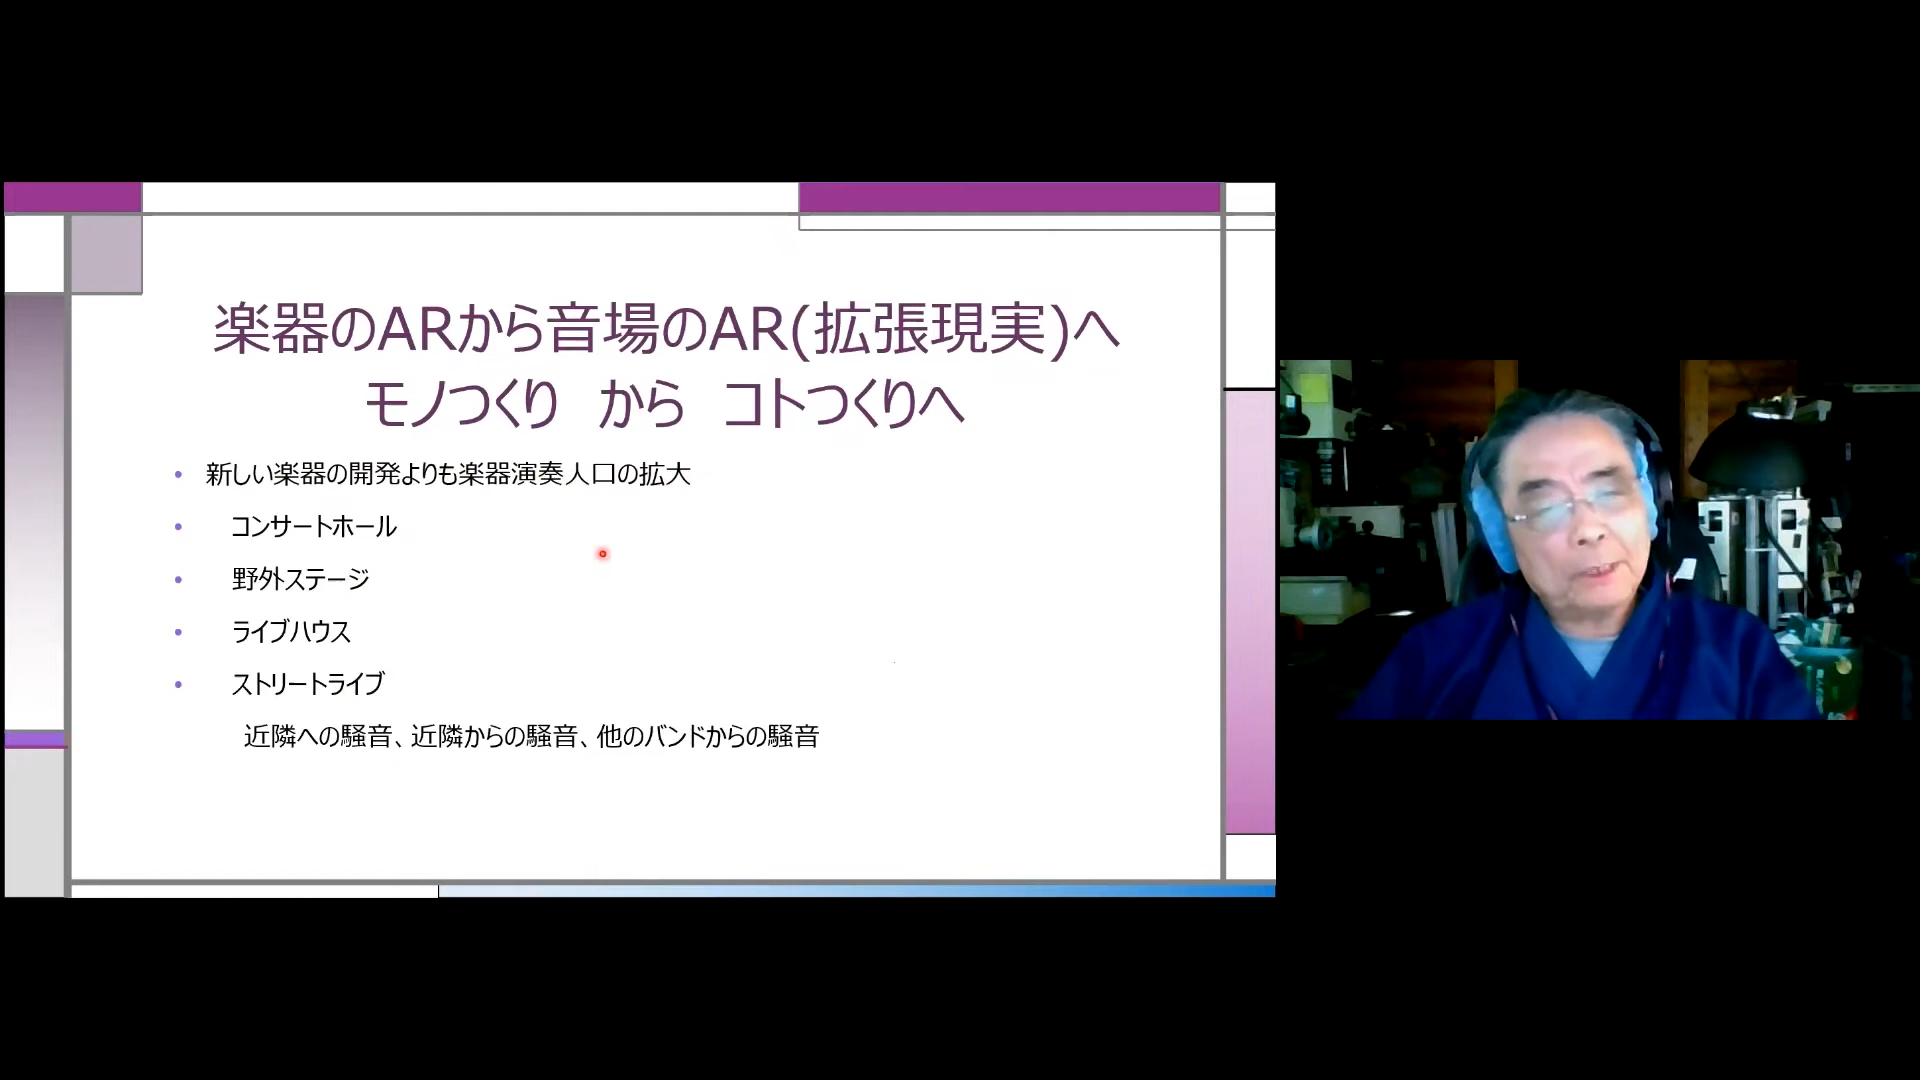 楽器のARから音場のAR(拡張現実)へ
モノつくり　から　コトつくりへ
• 新しい楽器の開発よりも楽器演奏人口の拡大
• コンサートホール
• 野外ステージ
• ライブハウス
• ストリートライブ
近隣への騒音、近隣からの騒音、他のバンドからの騒音